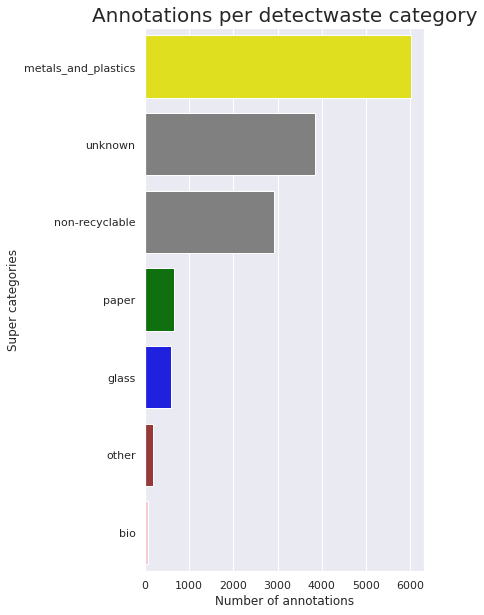 Annotations per detectwaste category
metals_and_plastics
unknown
non-recyclable
paper
glass
other
bio
Super categories
0 1000 2000 3000 4000 5000 6000
Number of annotations